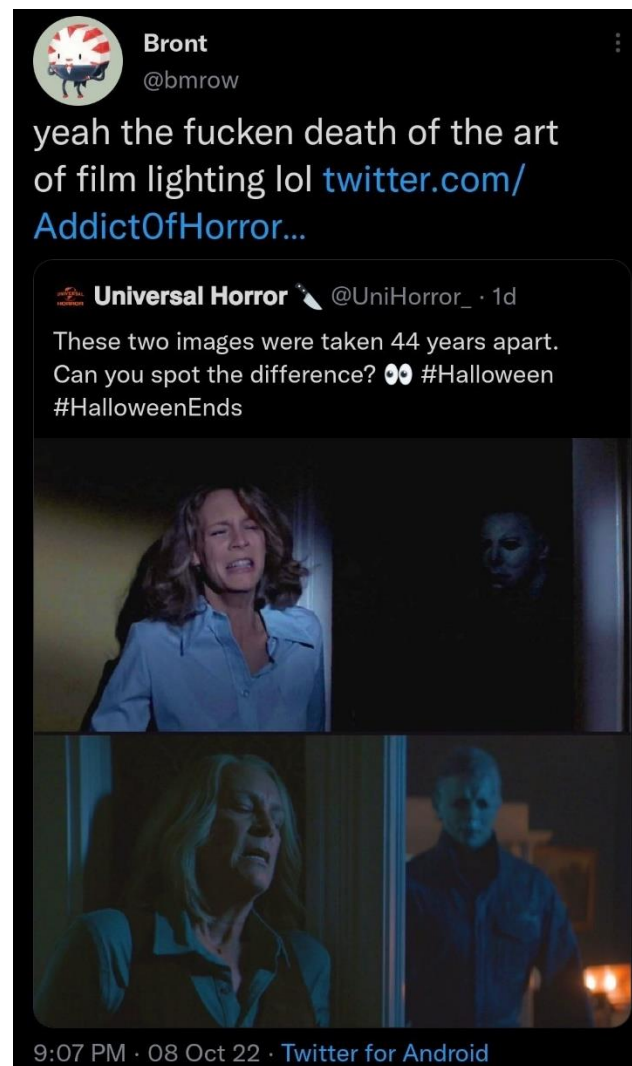 Bront
@bmrow
yeah the fucken death of the art
of film lighting lol twitter.com/
AddictOfHorror...
Universal Horror 🔪 @UniHorror_ · 1d
These two images were taken 44 years apart.
Can you spot the difference? 👀 #Halloween
#HalloweenEnds
9:07 PM · 08 Oct 22 · Twitter for Android